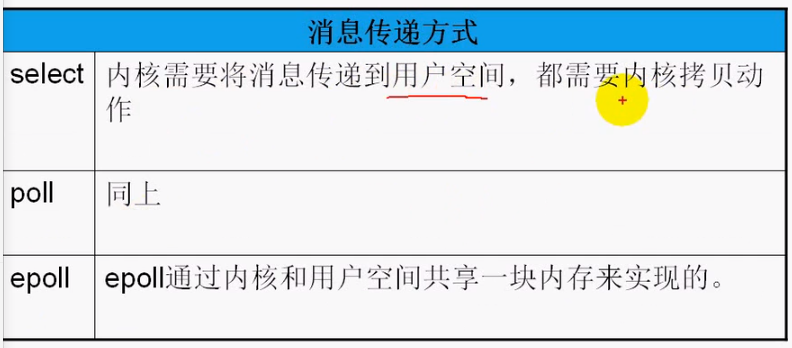 消息传递方式
select 内核需要将消息传递到用户空间，都需要内核拷贝动
作
poll 同上
epoll epoll通过内核和用户空间共享一块内存来实现的。